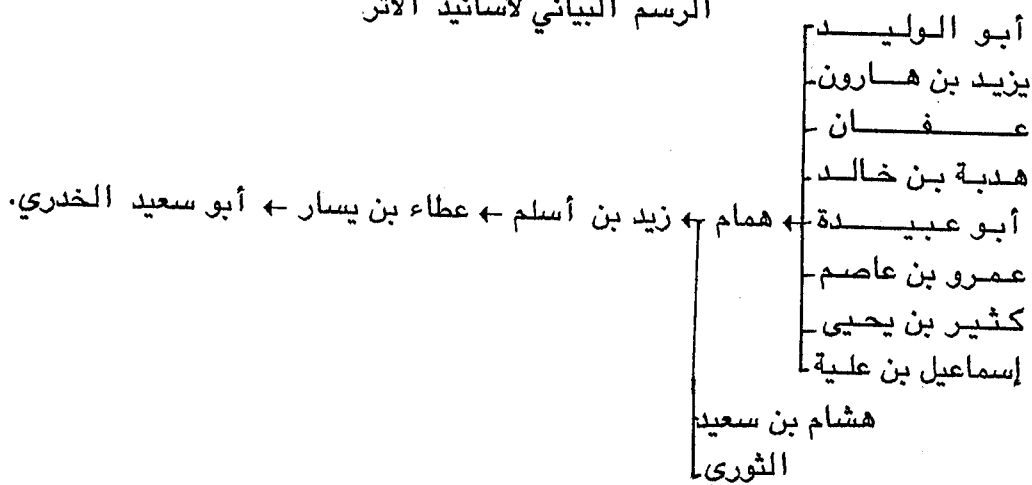 الرسم البياني لأسانيد الأثر
أبو الوليد
يزيد بن هارون
عفان
هدبة بن خالد
أبو عبيدة ← همام ← زيد بن أسلم ← عطاء بن يسار ← أبو سعيد الخدري.
عمرو بن عاصم
كثير بن يحيى
إسماعيل بن علية
هشام بن سعيد
الثورى